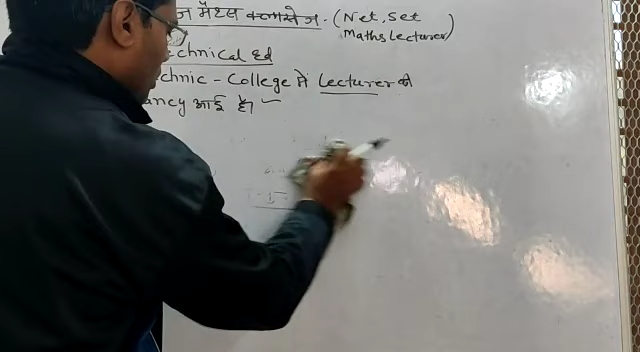 मैथ्स क्लासेज - (Net, Set
Maths Lecturer)
echnical Ed
chnic - College में Lecturer की
ancy आई है।